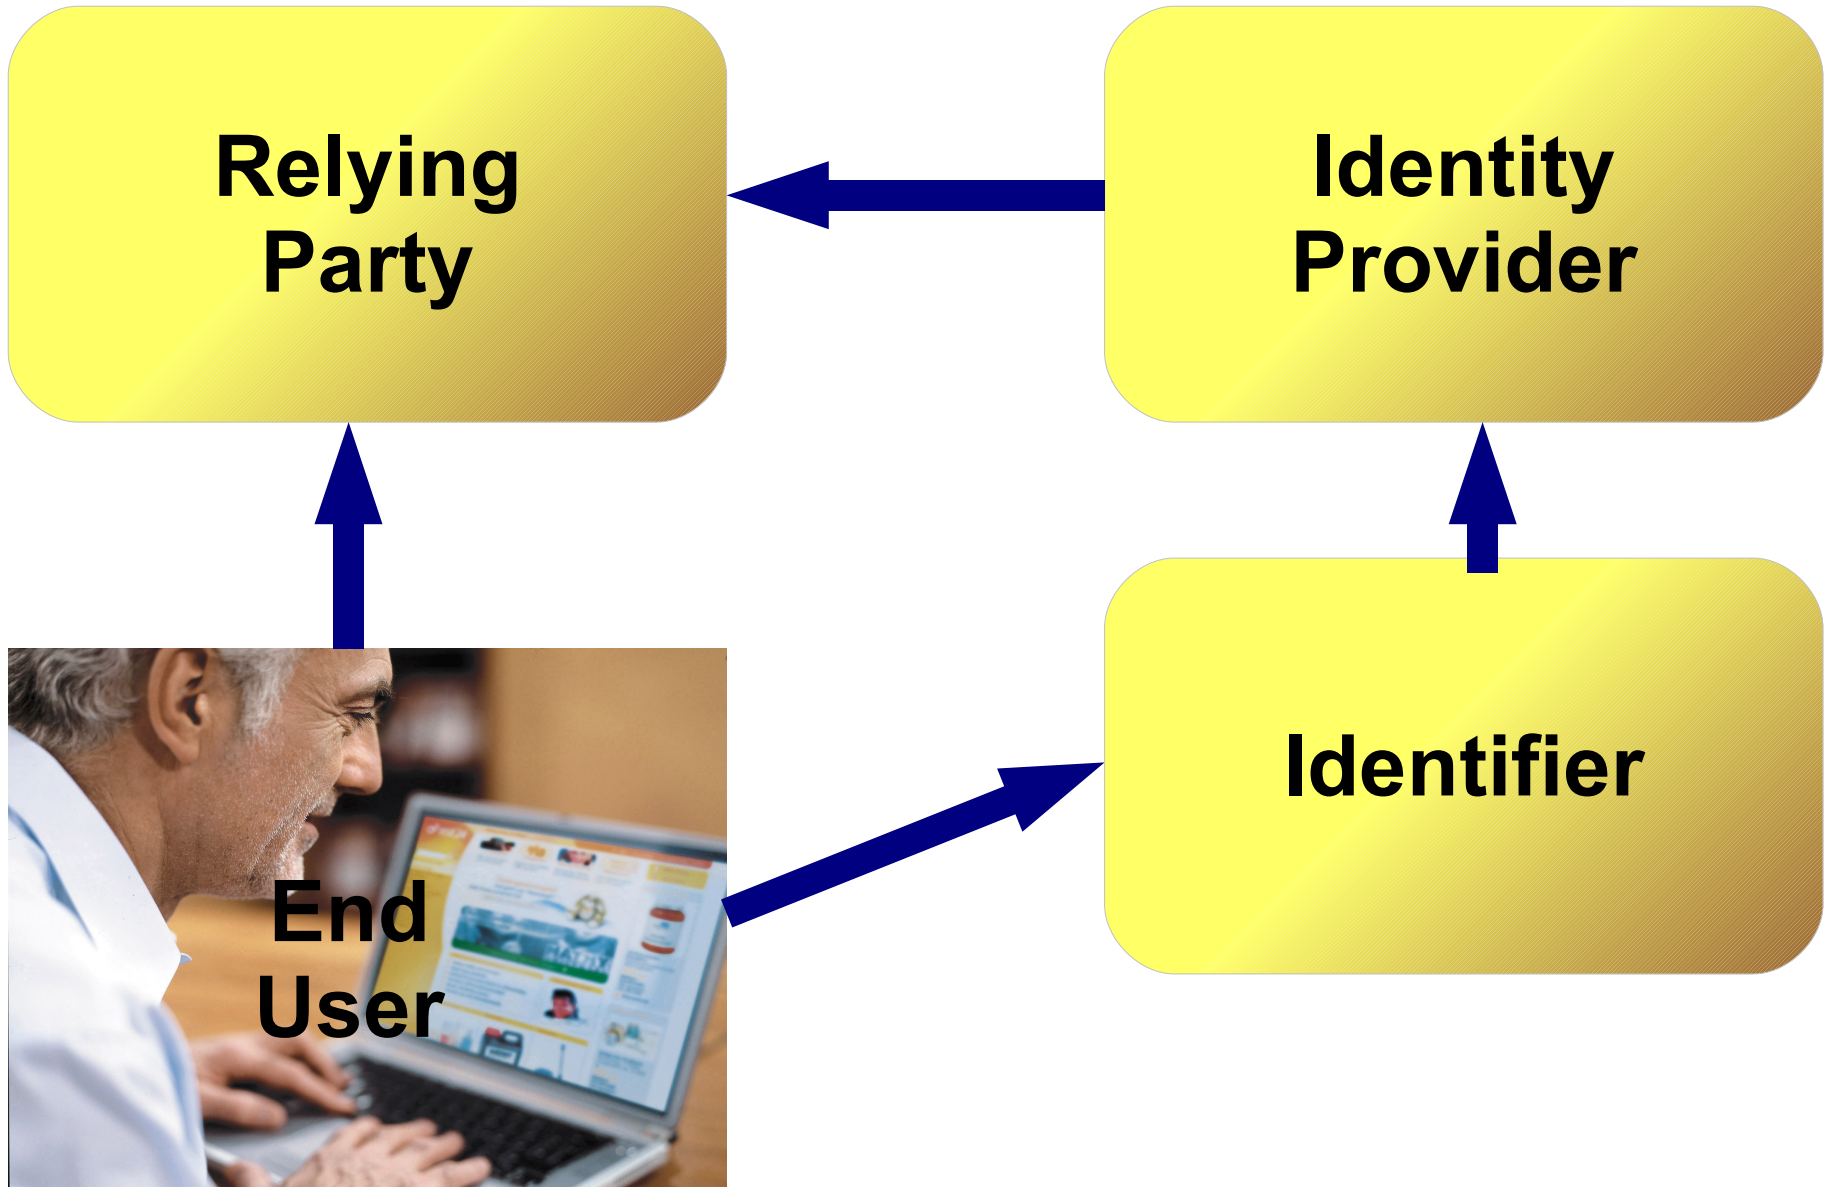 Relying
Party
Identity
Provider
Identifier
End
User